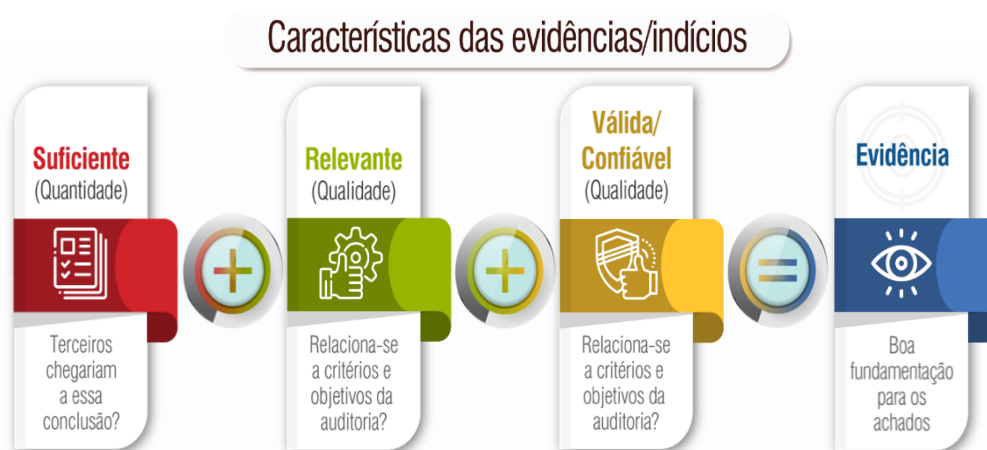 Características das evidências/indícios
Suficiente
(Quantidade)
Terceiros
chegariam
a essa
conclusão?
Relevante
(Qualidade)
Relaciona-se
a critérios e
objetivos da
auditoria?
Válida/
Confiável
(Qualidade)
Relaciona-se
a critérios e
objetivos da
auditoria?
Evidência
Boa
fundamentação
para os
achados